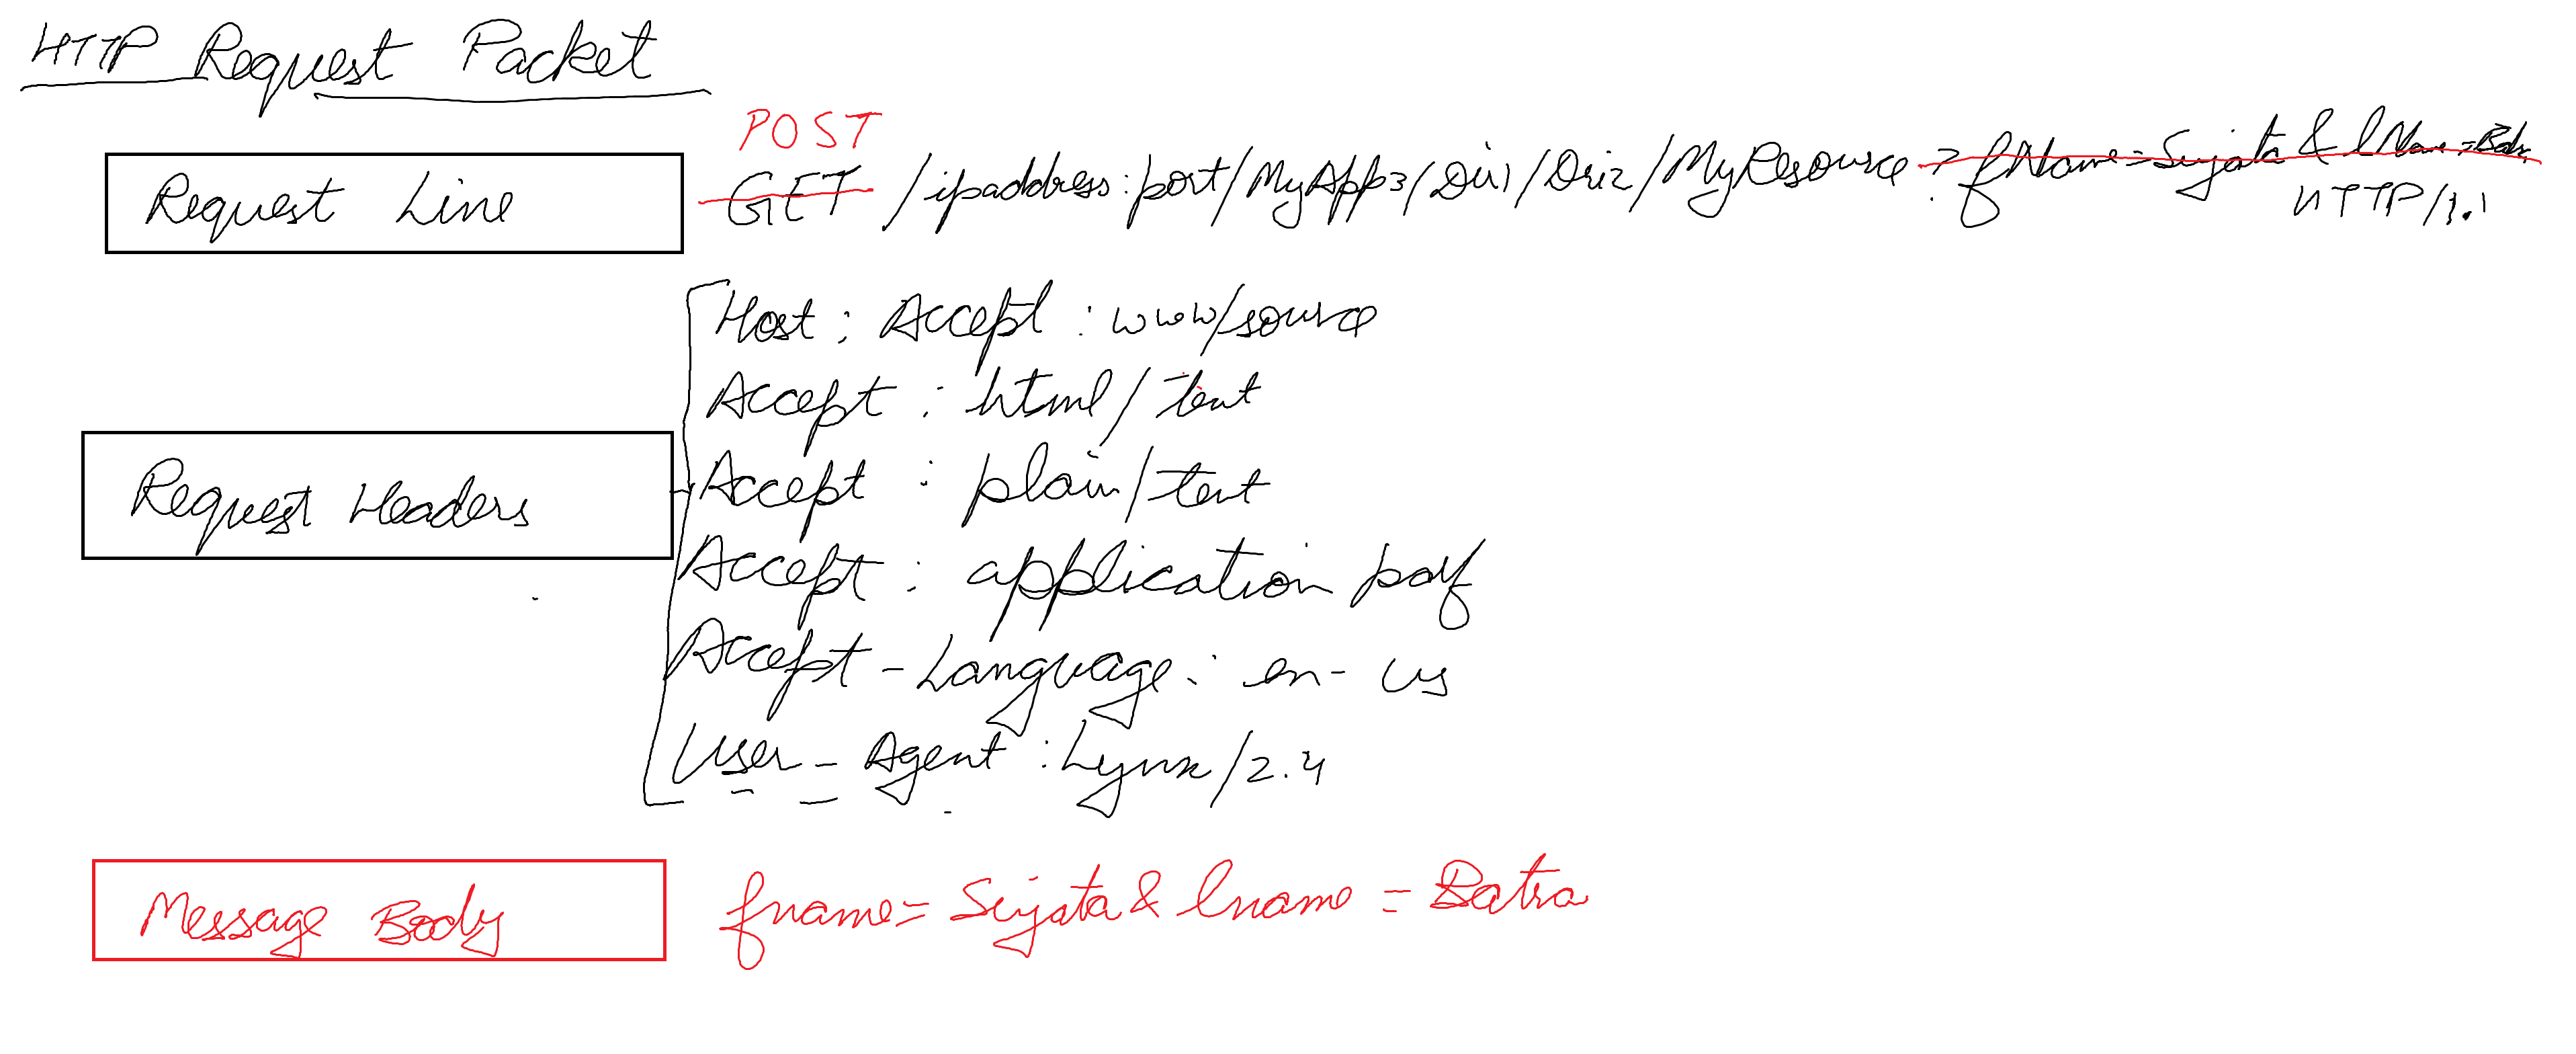 HTTP Request Packet
POST
Request Line GET /ipaddress:port/MyApp3/Dir1/Dri2/MyResource ? fName=Sujata & lName=Batra
HTTP/1.1
Host : Accept : www/source
Accept : html/text
Accept : plain/text
Request Headers
Accept : application pdf
Accept-Language : en-us
User-Agent : Lynx/2.4
Message Body fname=Sujata & lname = Batra